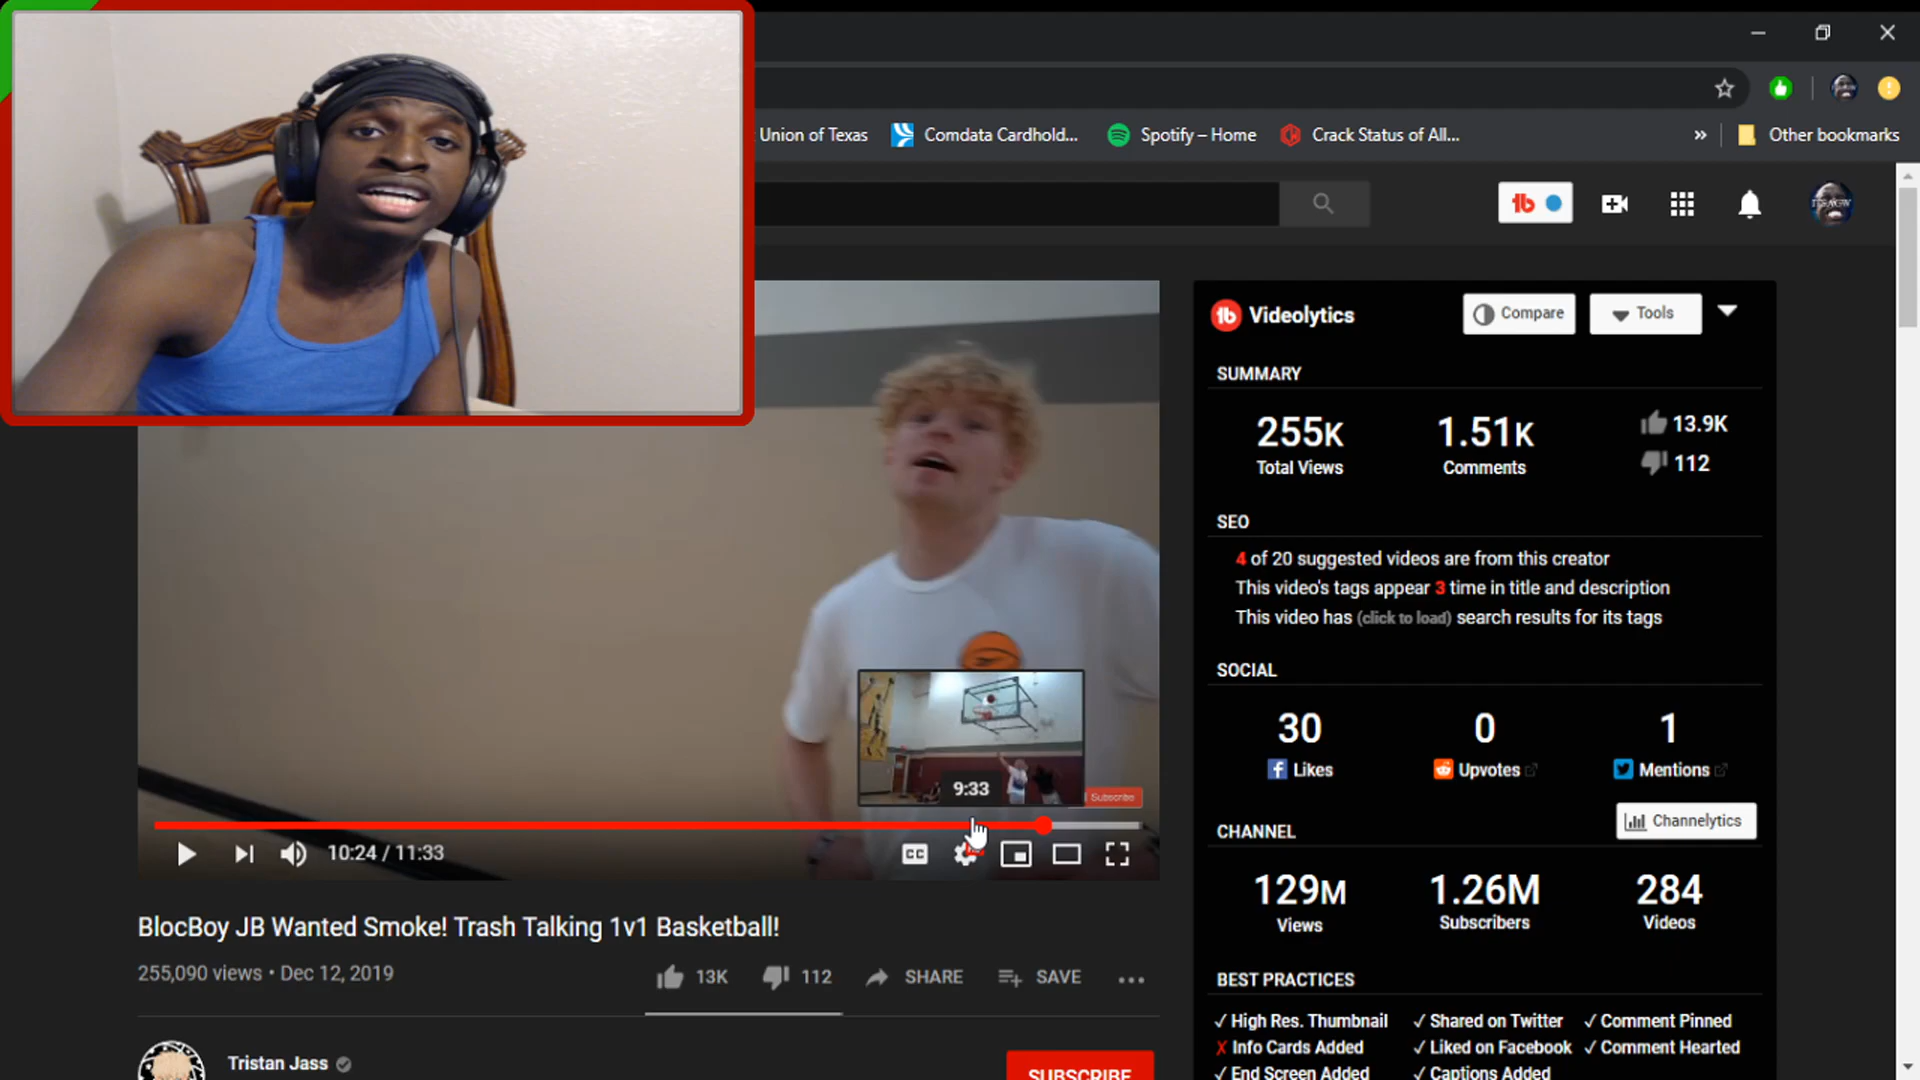 Union of Texas
Comdata Cardhold...
Spotify – Home
Crack Status of All...
»
Other bookmarks
Videolytics
Compare
Tools
SUMMARY
255K
Total Views
1.51K
Comments
13.9K
112
SEO
4 of 20 suggested videos are from this creator
This video's tags appear 3 time in title and description
This video has (click to load) search results for its tags
SOCIAL
30
Likes
0
Upvotes
1
Mentions
CHANNEL
Channelytics
129M
Views
1.26M
Subscribers
284
Videos
BEST PRACTICES
✓ High Res. Thumbnail
✓ Shared on Twitter
✓ Comment Pinned
✗ Info Cards Added
✓ Liked on Facebook
✓ Comment Hearted
✓ End Screen Added
✓ Captions Added
9:33
Subscribe
10:24 / 11:33
CC
BlocBoy JB Wanted Smoke! Trash Talking 1v1 Basketball!
255,090 views • Dec 12, 2019
13K
112
SHARE
SAVE
Tristan Jass
SUBSCRIBE